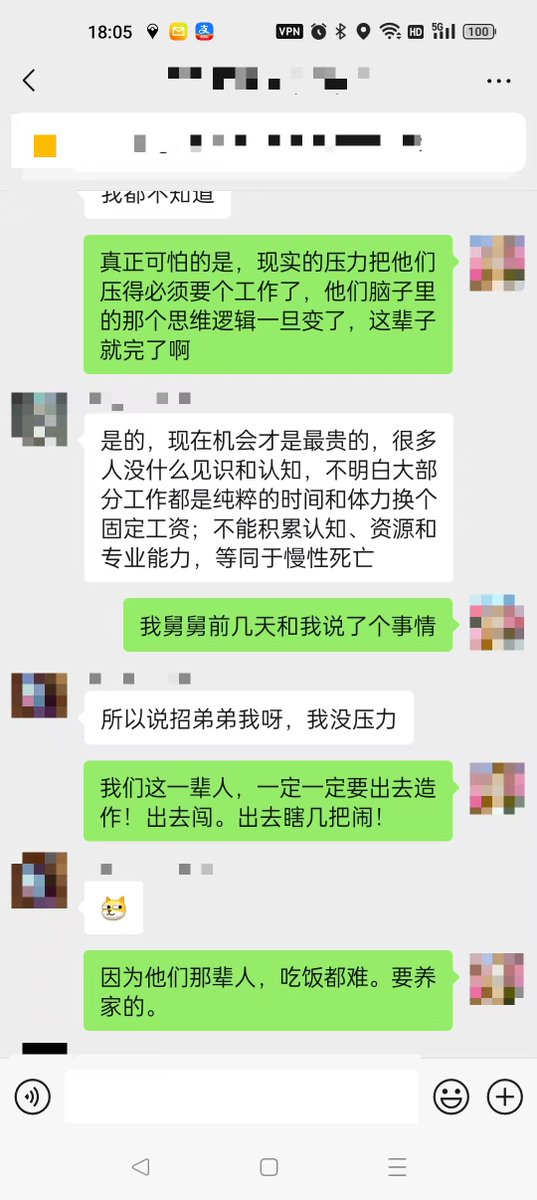 18:05
VPN
HD
5G
100
我都不知道
真正可怕的是，现实的压力把他们
压得必须要个工作了，他们脑子里
的那个思维逻辑一旦变了，这辈子
就完了啊
是的，现在机会才是最贵的，很多
人没什么见识和认知，不明白大部
分工作都是纯粹的时间和体力换个
固定工资；不能积累认知、资源和
专业能力，等同于慢性死亡
我舅舅前几天和我说了个事情
所以说招弟弟我呀，我没压力
我们这一辈人，一定一定要出去造
作！出去闯。出去瞎几把闹！
因为他们那辈人，吃饭都难。要养
家的。